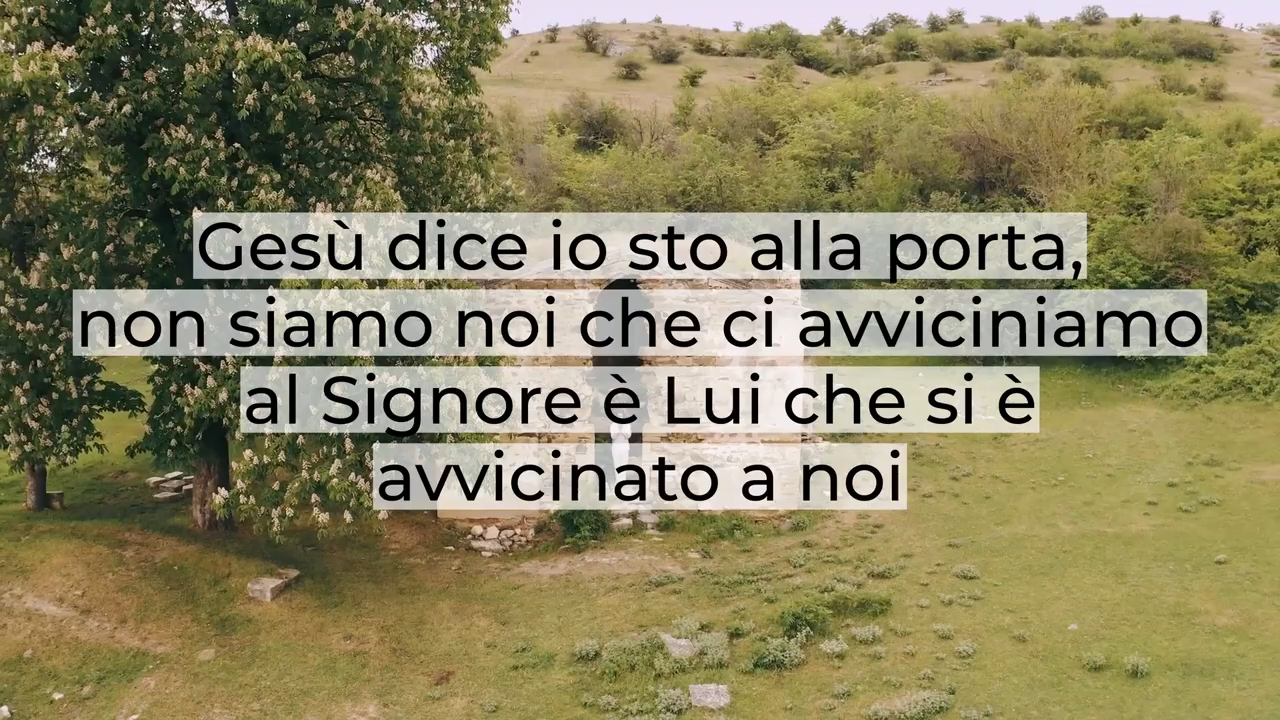 Gesù dice io sto alla porta,
non siamo noi che ci avviciniamo
al Signore è Lui che si è
avvicinato a noi